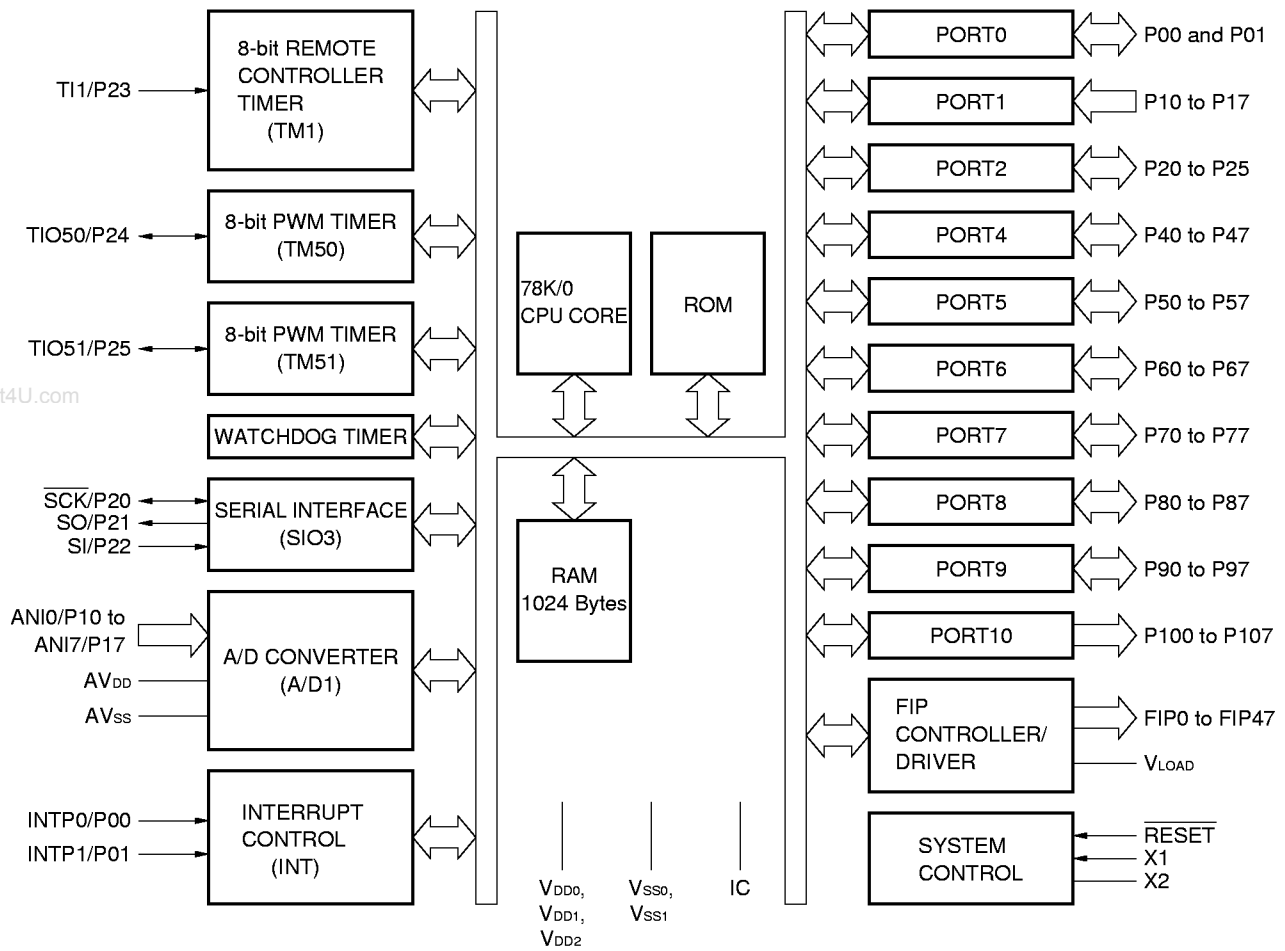 TI1/P23
8-bit REMOTE
CONTROLLER
TIMER
(TM1)
TIO50/P24
8-bit PWM TIMER
(TM50)
TIO51/P25
8-bit PWM TIMER
(TM51)
t4U.com
WATCHDOG TIMER
SCK/P20
SO/P21
SI/P22
SERIAL INTERFACE
(SIO3)
ANI0/P10 to
ANI7/P17
AVDD
AVSS
A/D CONVERTER
(A/D1)
INTP0/P00
INTP1/P01
INTERRUPT
CONTROL
(INT)
78K/0
CPU CORE
ROM
RAM
1024 Bytes
VDD0,
VDD1,
VDD2
VSS0,
VSS1
IC
PORT0
P00 and P01
PORT1
P10 to P17
PORT2
P20 to P25
PORT4
P40 to P47
PORT5
P50 to P57
PORT6
P60 to P67
PORT7
P70 to P77
PORT8
P80 to P87
PORT9
P90 to P97
PORT10
P100 to P107
FIP
CONTROLLER/
DRIVER
FIP0 to FIP47
VLOAD
SYSTEM
CONTROL
RESET
X1
X2